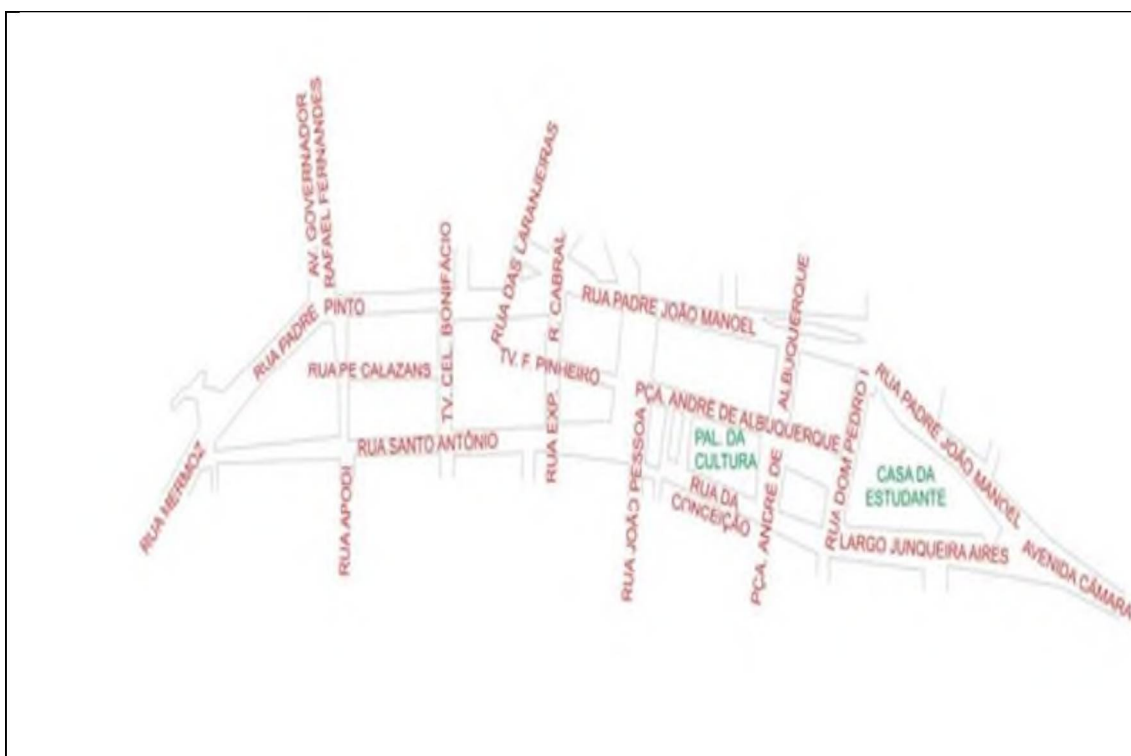 AV. GOVERNADOR
RAFAEL FERNANDES
RUA DAS LARANJEIRAS
TV. CEL. BONIFÁCIO
RUA EXP. R. CABRAL
PÇA. ANDRÉ DE ALBUQUERQUE
RUA PADRE PINTO
RUA PADRE JOÃO MANOEL
RUA PE CALAZANS
TV. F. PINHEIRO
RUA PADRE JOÃO MANOEL
PÇA. ANDRÉ DE ALBUQUERQUE
RUA DOM PEDRO I
PAL. DA
CULTURA
RUA SANTO ANTÔNIO
CASA DA
ESTUDANTE
RUA MERMOZ
RUA APODI
RUA JOÃO PESSOA
RUA DA
CONCEIÇÃO
LARGO JUNQUEIRA AIRES
AVENIDA CÂMARA